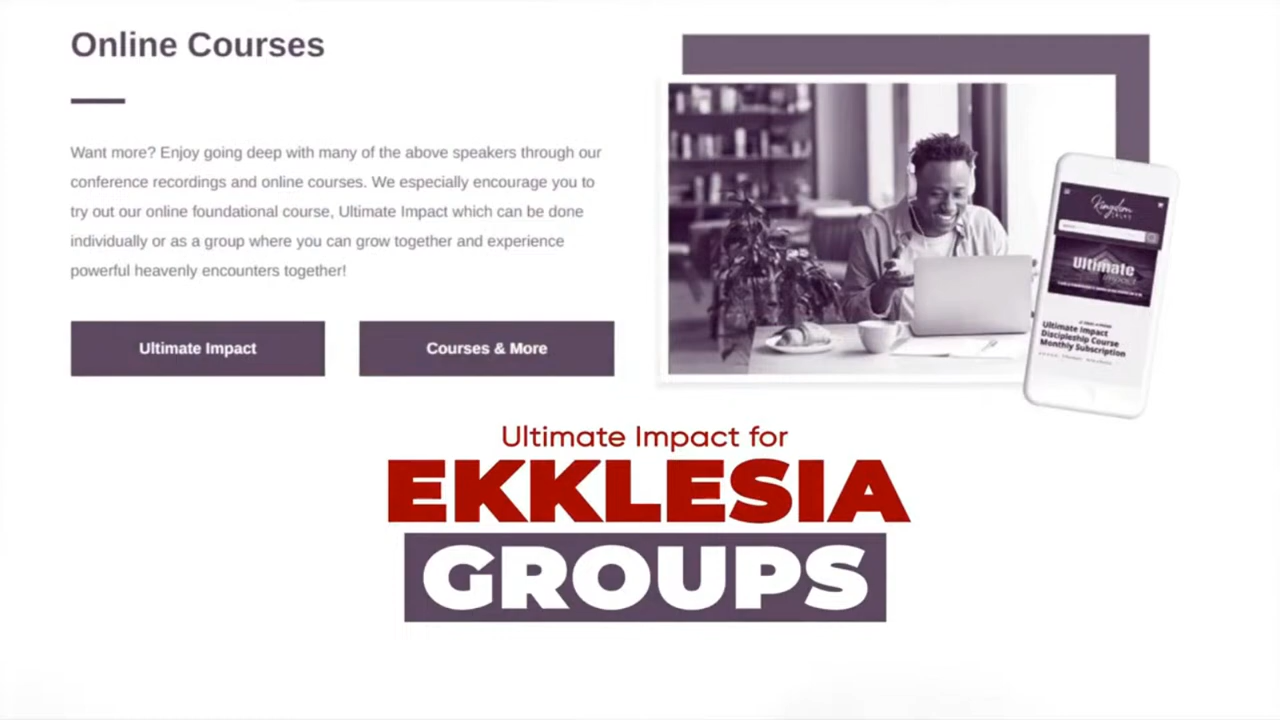 Online Courses
Want more? Enjoy going deep with many of the above speakers through our
conference recordings and online courses. We especially encourage you to
try out our online foundational course, Ultimate Impact which can be done
individually or as a group where you can grow together and experience
powerful heavenly encounters together!
Ultimate Impact
Courses & More
Kingdom
Ultimate
Ultimate Impact
Discipleship Course
Monthly Subscription
Ultimate Impact for
EKKLESIA
GROUPS